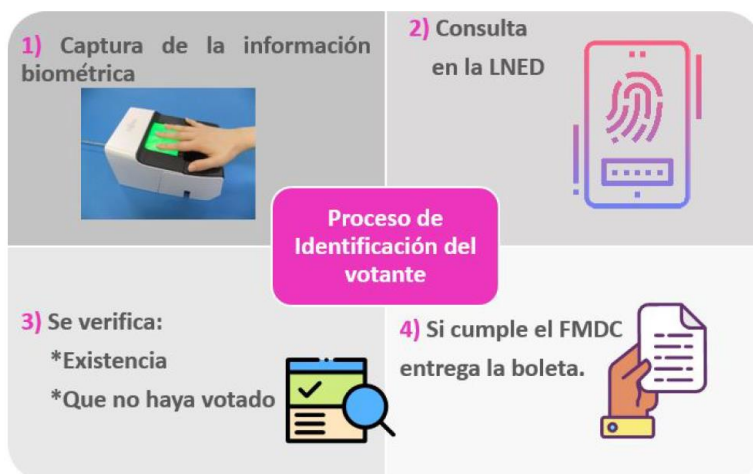 1) Captura de la información
biométrica
2) Consulta
en la LNED
Proceso de
Identificación del
votante
3) Se verifica:
*Existencia
*Que no haya votado
4) Si cumple el FMDC
entrega la boleta.